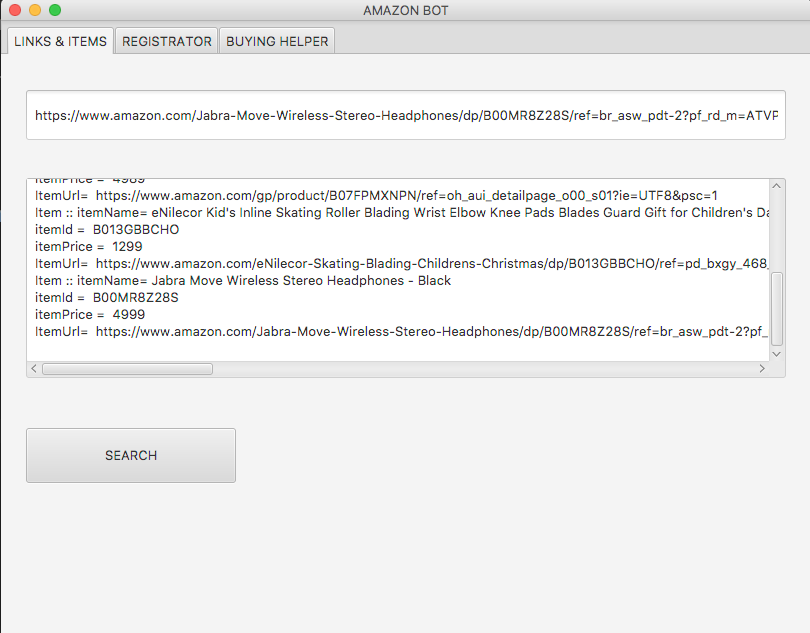 AMAZON BOT
LINKS & ITEMS
REGISTRATOR
BUYING HELPER
https://www.amazon.com/Jabra-Move-Wireless-Stereo-Headphones/dp/B00MR8Z28S/ref=br_asw_pdt-2?pf_rd_m=ATVP
itemPrice = 4989
ItemUrl= https://www.amazon.com/gp/product/B07FPMXNPN/ref=oh_aui_detailpage_o00_s01?ie=UTF8&psc=1
Item :: itemName= eNilecor Kid's Inline Skating Roller Blading Wrist Elbow Knee Pads Blades Guard Gift for Children's Da
itemId = B013GBBCHO
itemPrice = 1299
ItemUrl= https://www.amazon.com/eNilecor-Skating-Blading-Childrens-Christmas/dp/B013GBBCHO/ref=pd_bxgy_468_
Item :: itemName= Jabra Move Wireless Stereo Headphones - Black
itemId = B00MR8Z28S
itemPrice = 4999
ItemUrl= https://www.amazon.com/Jabra-Move-Wireless-Stereo-Headphones/dp/B00MR8Z28S/ref=br_asw_pdt-2?pf_
SEARCH